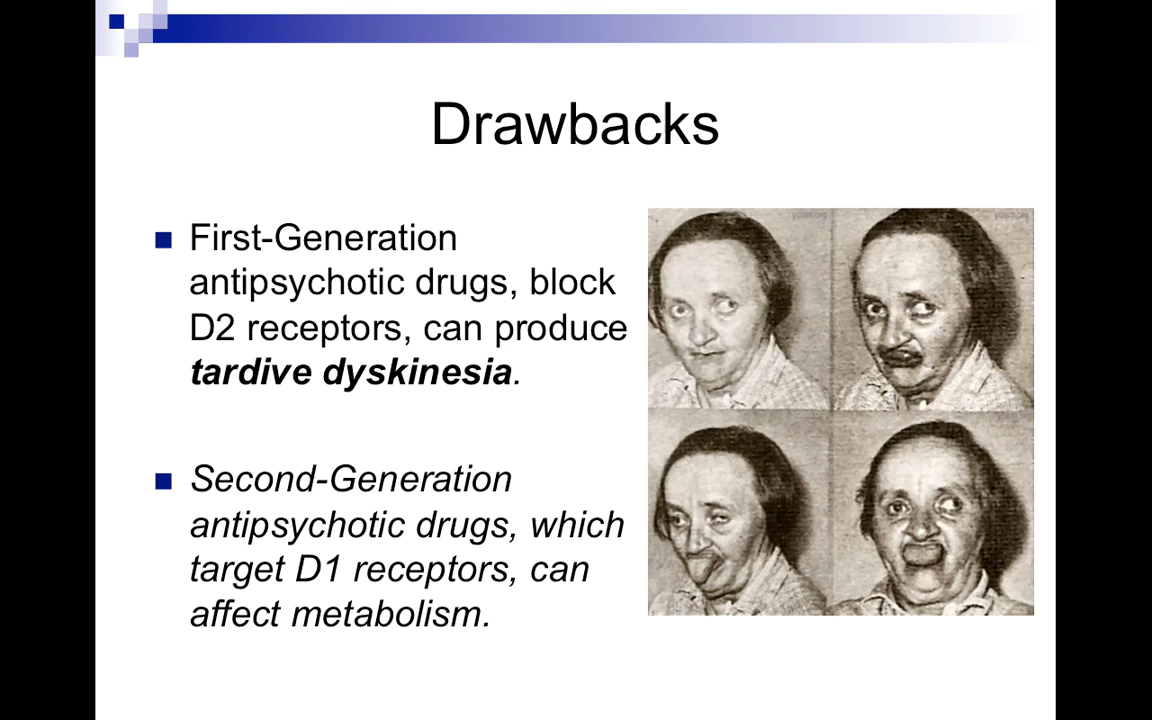 Drawbacks
First-Generation
antipsychotic drugs, block
D2 receptors, can produce
tardive dyskinesia.
Second-Generation
antipsychotic drugs, which
target D1 receptors, can
affect metabolism.